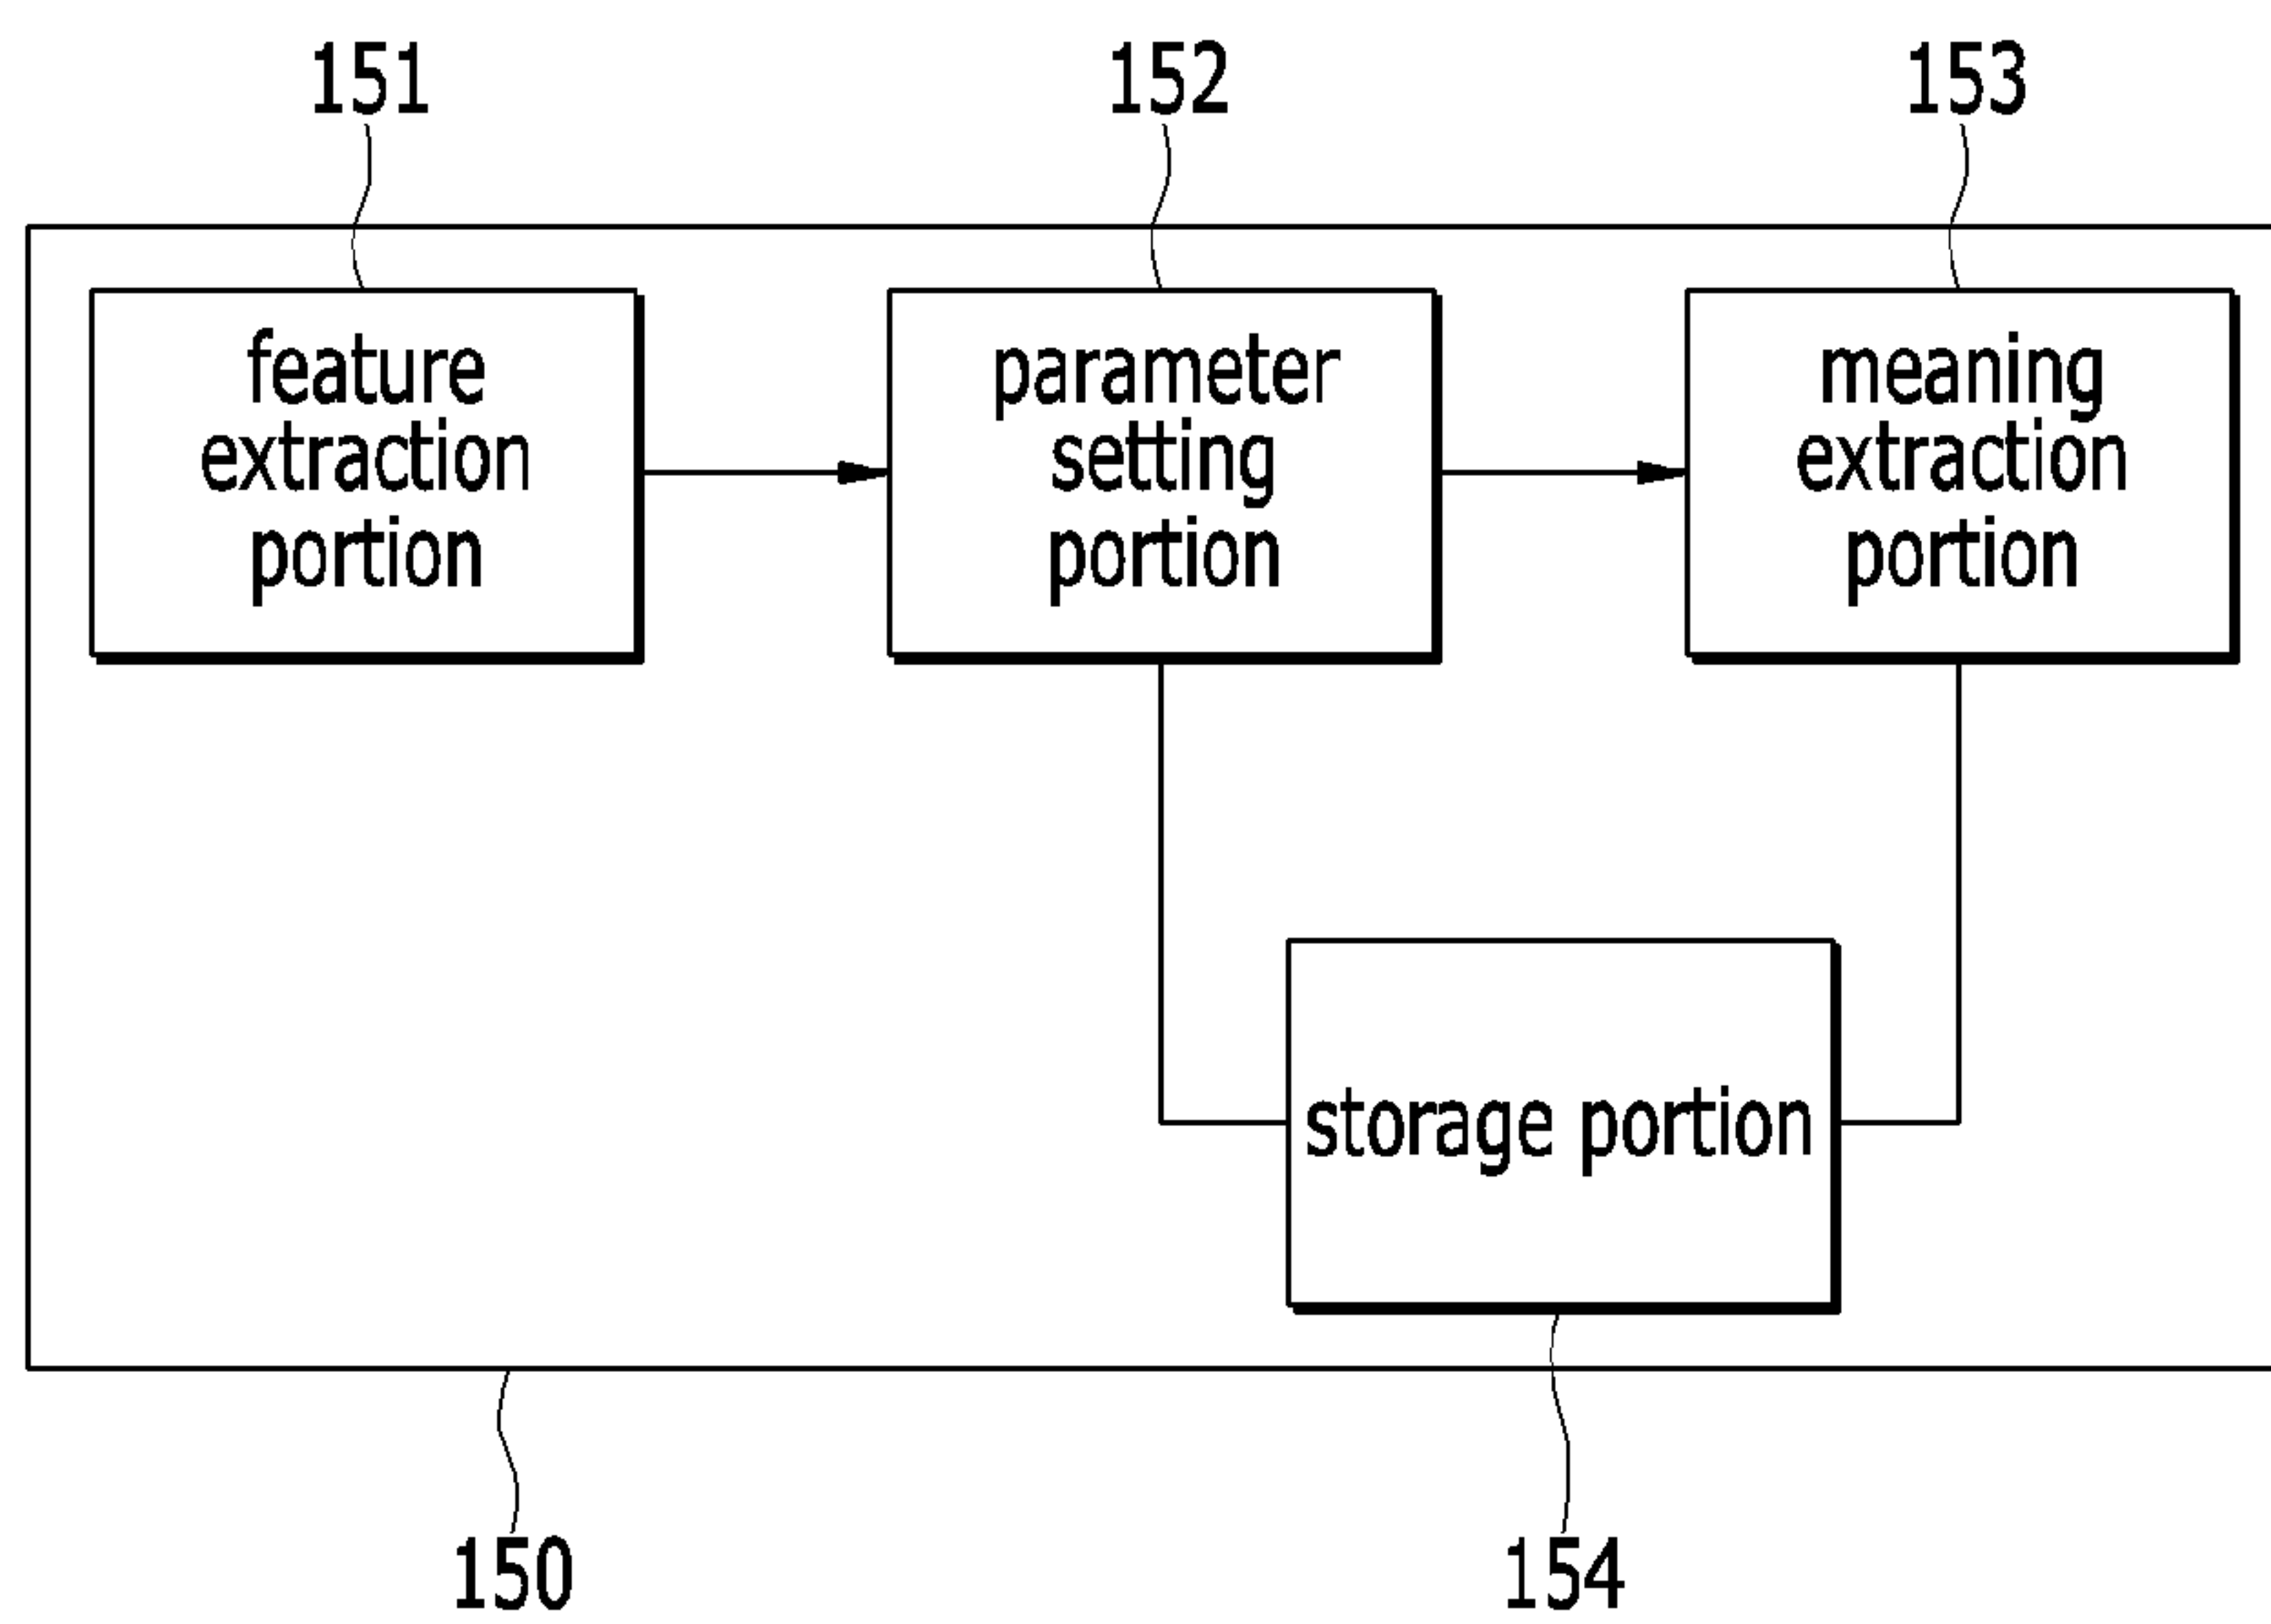 151
152
153
feature
extraction
portion
parameter
setting
portion
meaning
extraction
portion
storage portion
150
154